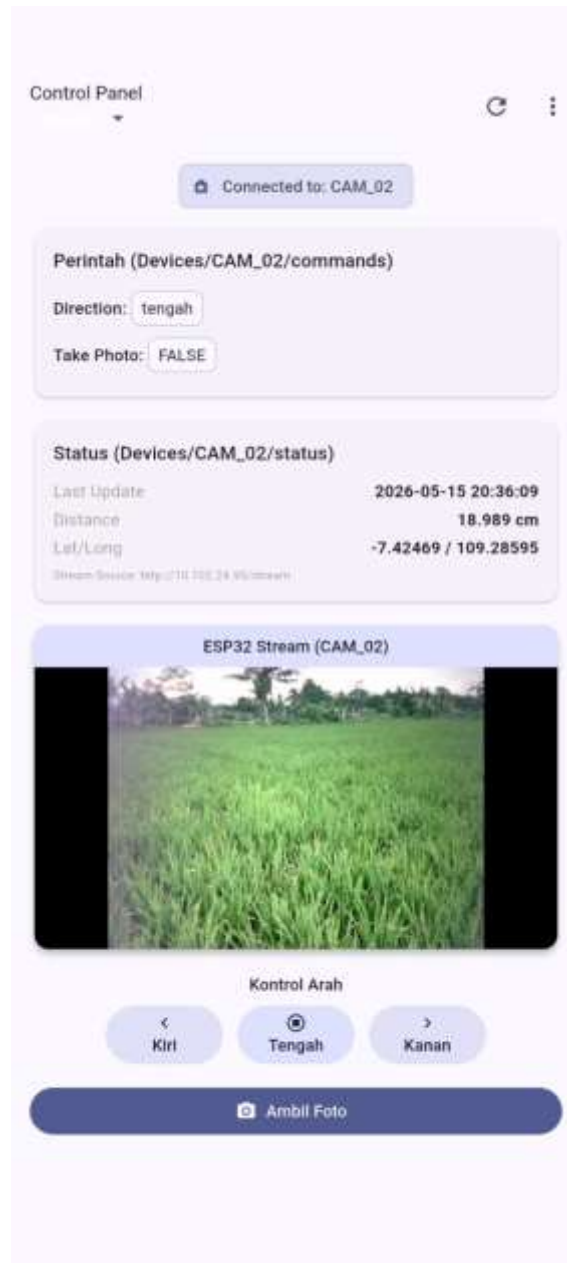 Control Panel
Connected to: CAM_02
Perintah (Devices/CAM_02/commands)
Direction: tengah
Take Photo: FALSE
Status (Devices/CAM_02/status)
Last Update 2026-05-15 20:36:09
Distance 18.989 cm
Lat/Long -7.42469 / 109.28595
Stream Source:
ESP32 Stream (CAM_02)
Kontrol Arah
Kiri Tengah Kanan
Ambil Foto